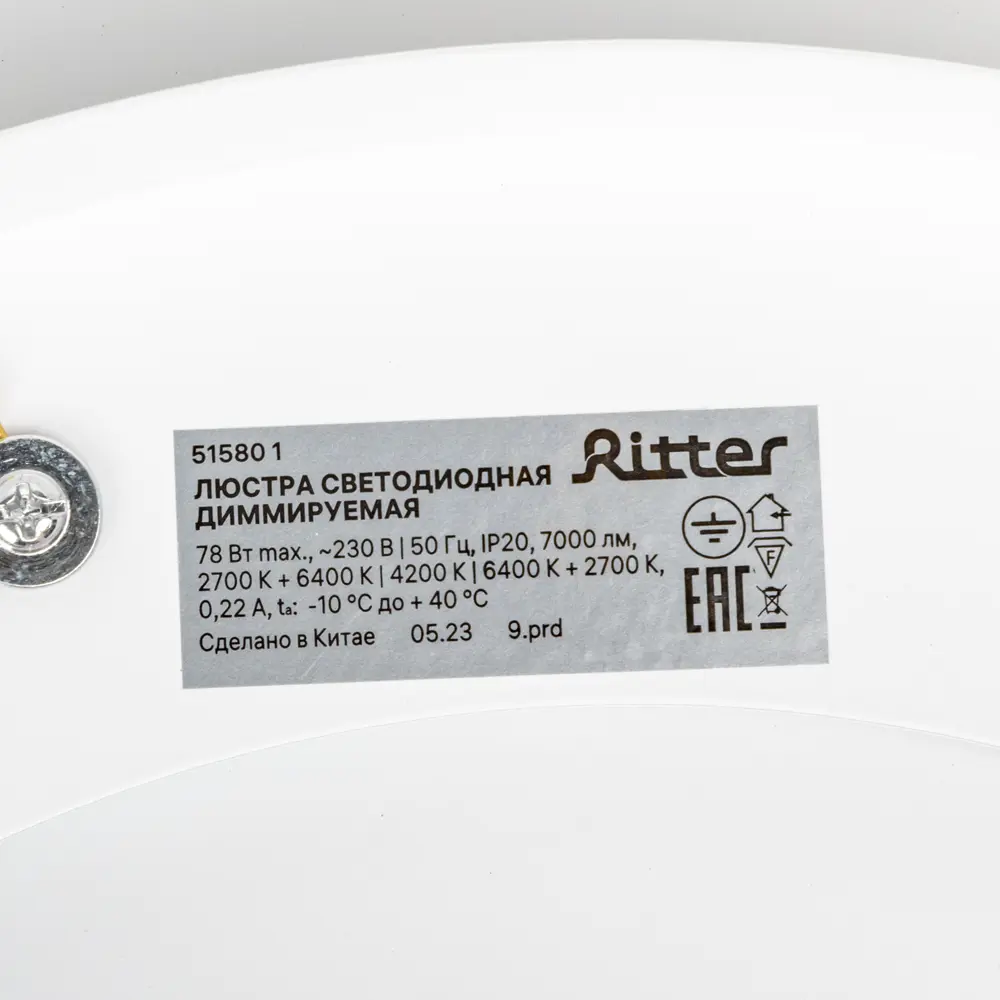 51580 1
Ritter
ЛЮСТРА СВЕТОДИОДНАЯ
ДИММИРУЕМАЯ
78 Вт max., ~230 В | 50 Гц, IP20, 7000 лм,
2700 К + 6400 К | 4200 К | 6400 К + 2700 К,
0,22 А, ta: -10 °С до + 40 °С
Сделано в Китае 05.23 9.prd
F
EAC